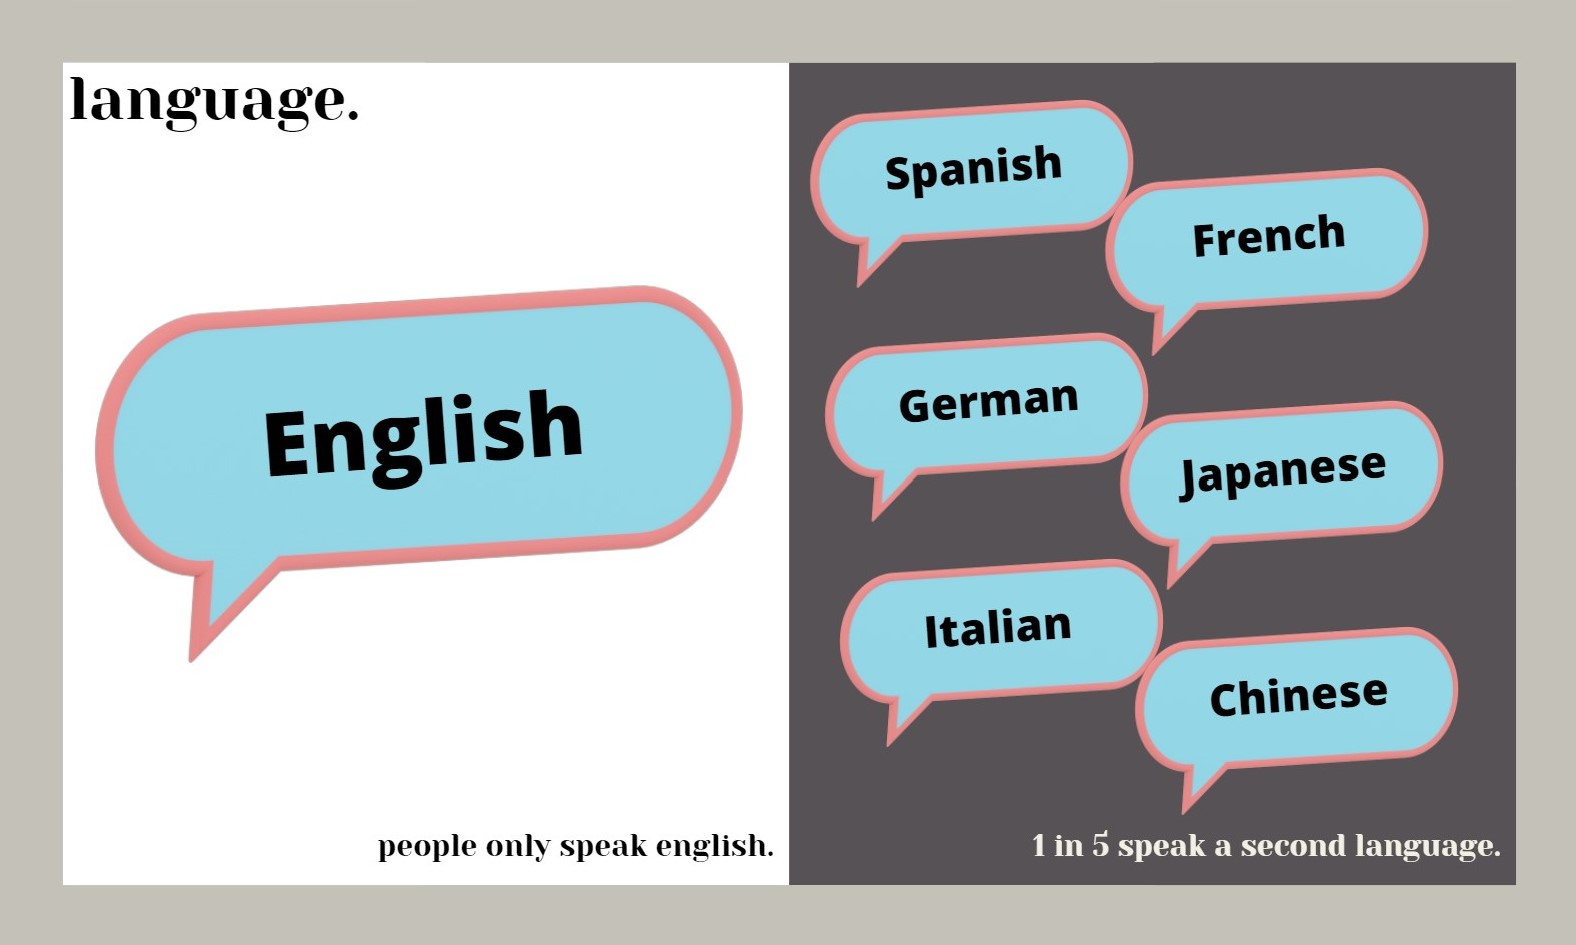 language.
English
people only speak english.
Spanish
French
German
Japanese
Italian
Chinese
1 in 5 speak a second language.